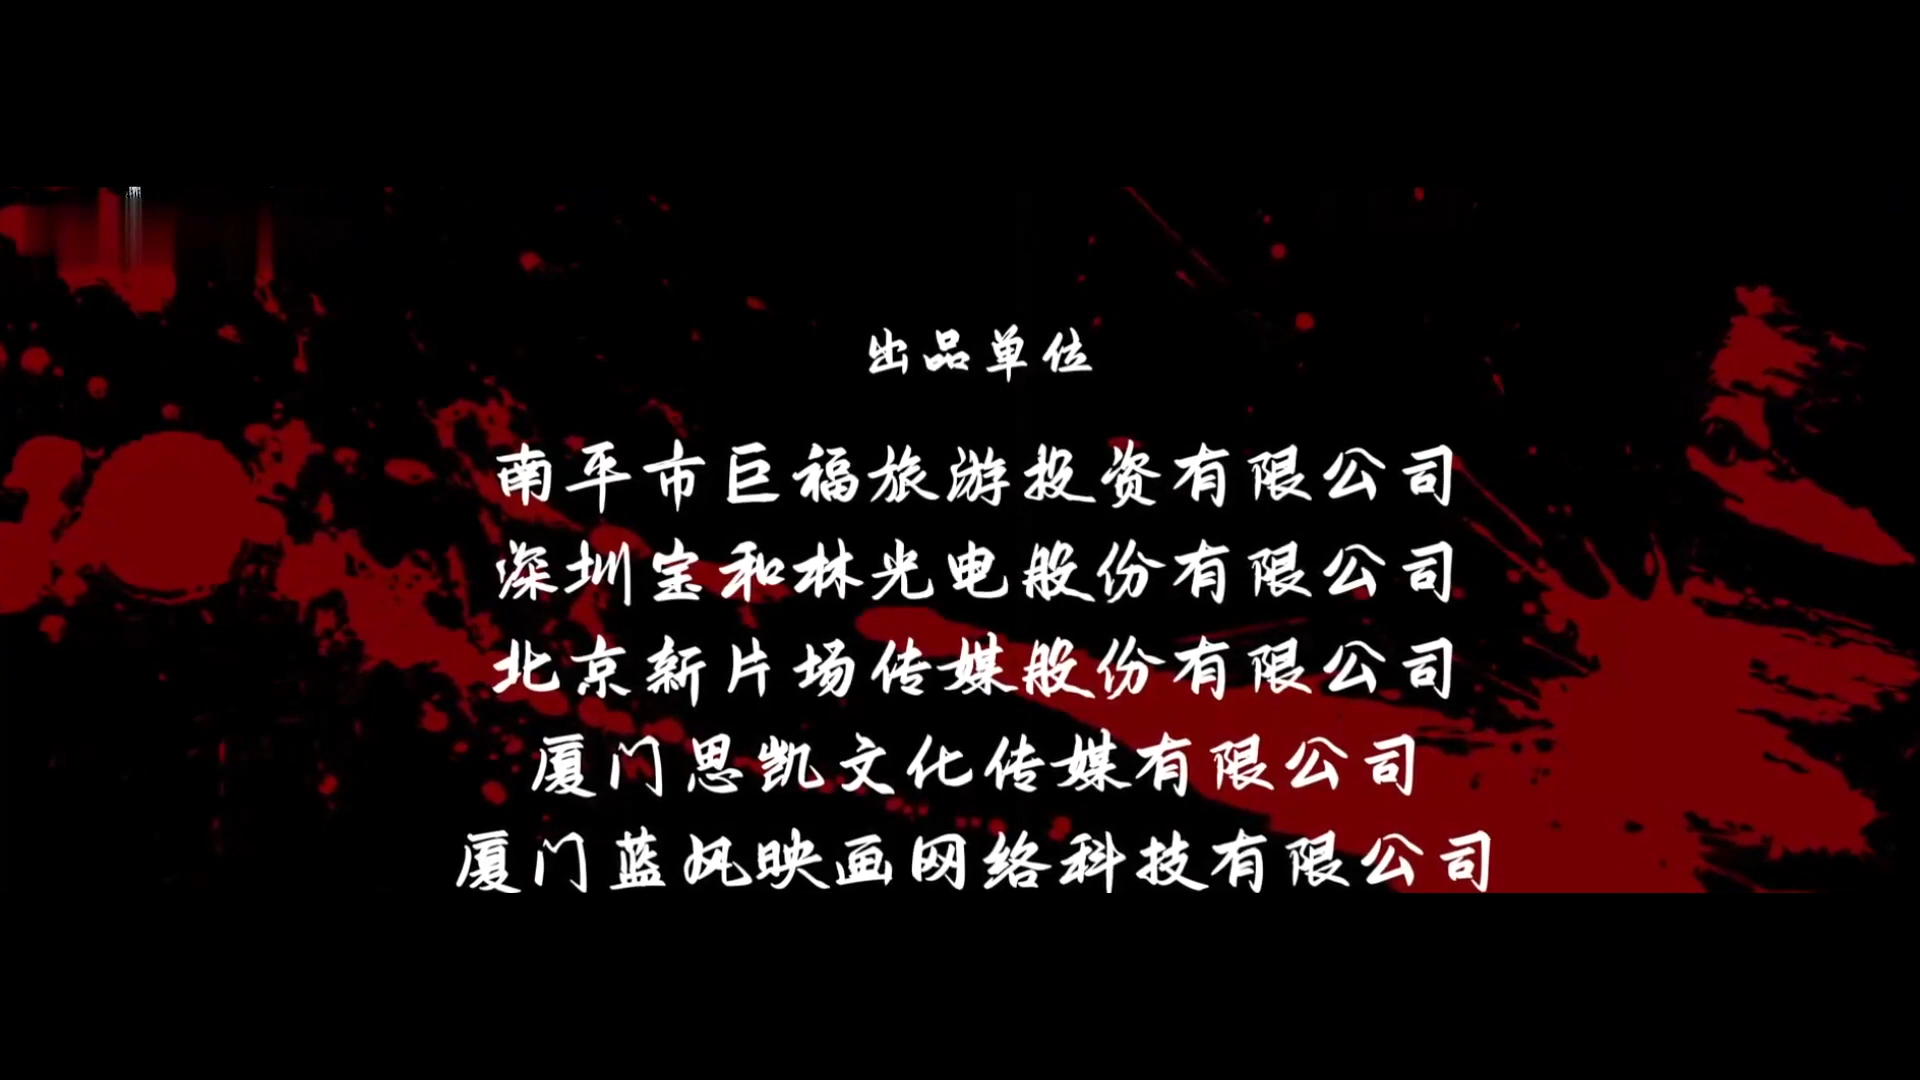 出品单位
南平市巨福旅游投资有限公司
深圳宝和林光电股份有限公司
北京新片场传媒股份有限公司
厦门思凯文化传媒有限公司
厦门蓝风映画网络科技有限公司